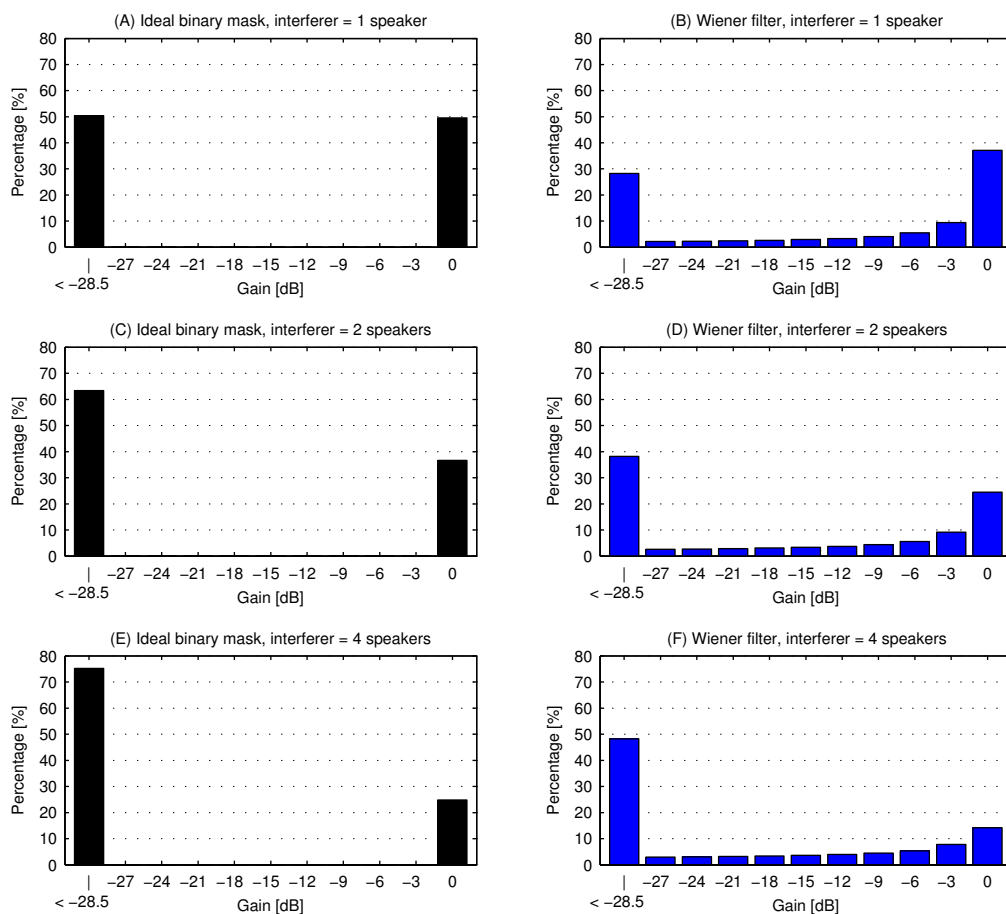 (A) Ideal binary mask, interferer = 1 speaker
80
70
60
50
40
30
20
10
0
Percentage [%]
| −27 −24 −21 −18 −15 −12 −9 −6 −3 0
< −28.5
Gain [dB]
(B) Wiener filter, interferer = 1 speaker
80
70
60
50
40
30
20
10
0
Percentage [%]
| −27 −24 −21 −18 −15 −12 −9 −6 −3 0
< −28.5
Gain [dB]
(C) Ideal binary mask, interferer = 2 speakers
80
70
60
50
40
30
20
10
0
Percentage [%]
| −27 −24 −21 −18 −15 −12 −9 −6 −3 0
< −28.5
Gain [dB]
(D) Wiener filter, interferer = 2 speakers
80
70
60
50
40
30
20
10
0
Percentage [%]
| −27 −24 −21 −18 −15 −12 −9 −6 −3 0
< −28.5
Gain [dB]
(E) Ideal binary mask, interferer = 4 speakers
80
70
60
50
40
30
20
10
0
Percentage [%]
| −27 −24 −21 −18 −15 −12 −9 −6 −3 0
< −28.5
Gain [dB]
(F) Wiener filter, interferer = 4 speakers
80
70
60
50
40
30
20
10
0
Percentage [%]
| −27 −24 −21 −18 −15 −12 −9 −6 −3 0
< −28.5
Gain [dB]